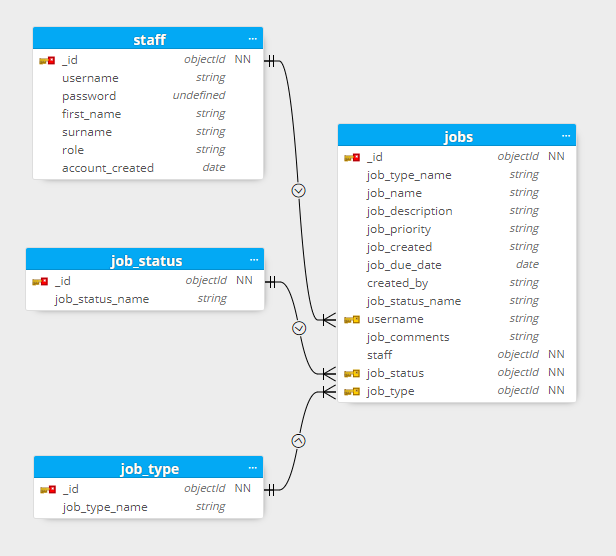 staff ...
_id objectId NN
username string
password undefined
first_name string
surname string
role string
account_created date
jobs ...
_id objectId NN
job_type_name string
job_name string
job_description string
job_priority string
job_created string
job_due_date date
created_by string
job_status_name string
username string
job_comments string
staff objectId NN
job_status objectId NN
job_type objectId NN
job_status ...
_id objectId NN
job_status_name string
job_type ...
_id objectId NN
job_type_name string